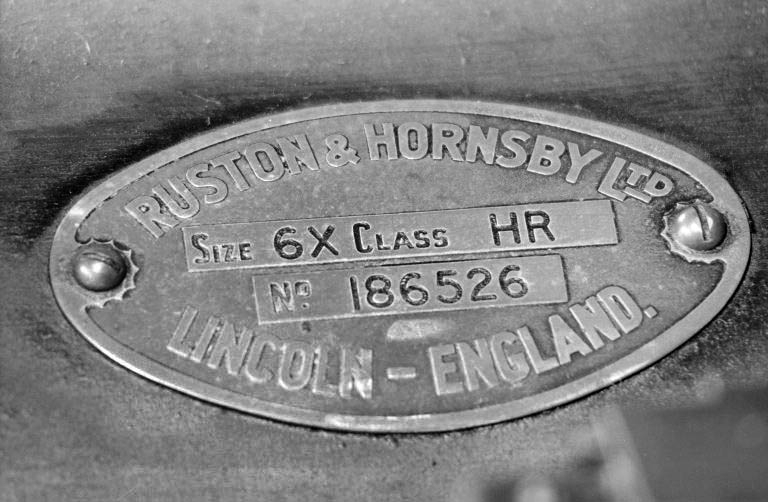 RUSTON & HORNSBY LTD
SIZE 6X CLASS HR
No 186526
LINCOLN - ENGLAND.